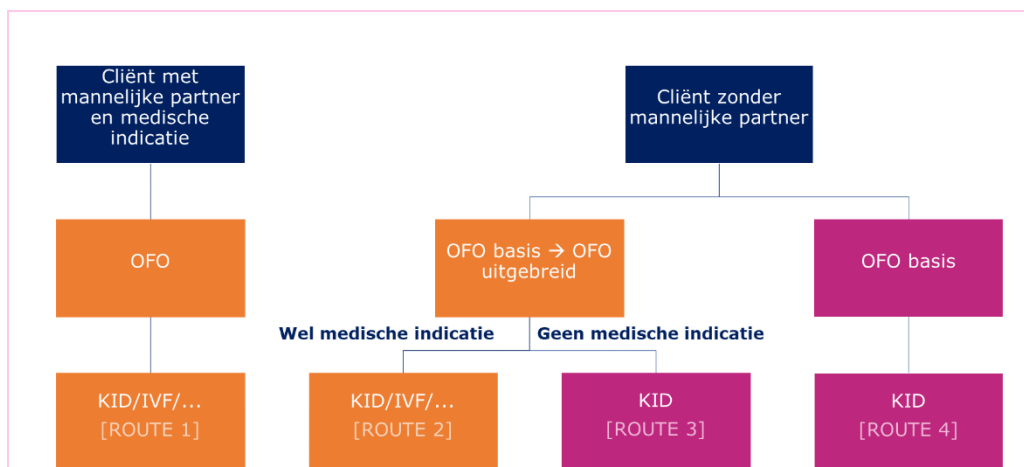 Cliënt met
mannelijke partner
en medische
indicatie
Cliënt zonder
mannelijke partner
OFO
OFO basis → OFO
uitgebreid
OFO basis
Wel medische indicatie
Geen medische indicatie
KID/IVF/...
[ROUTE 1]
KID/IVF/...
[ROUTE 2]
KID
[ROUTE 3]
KID
[ROUTE 4]